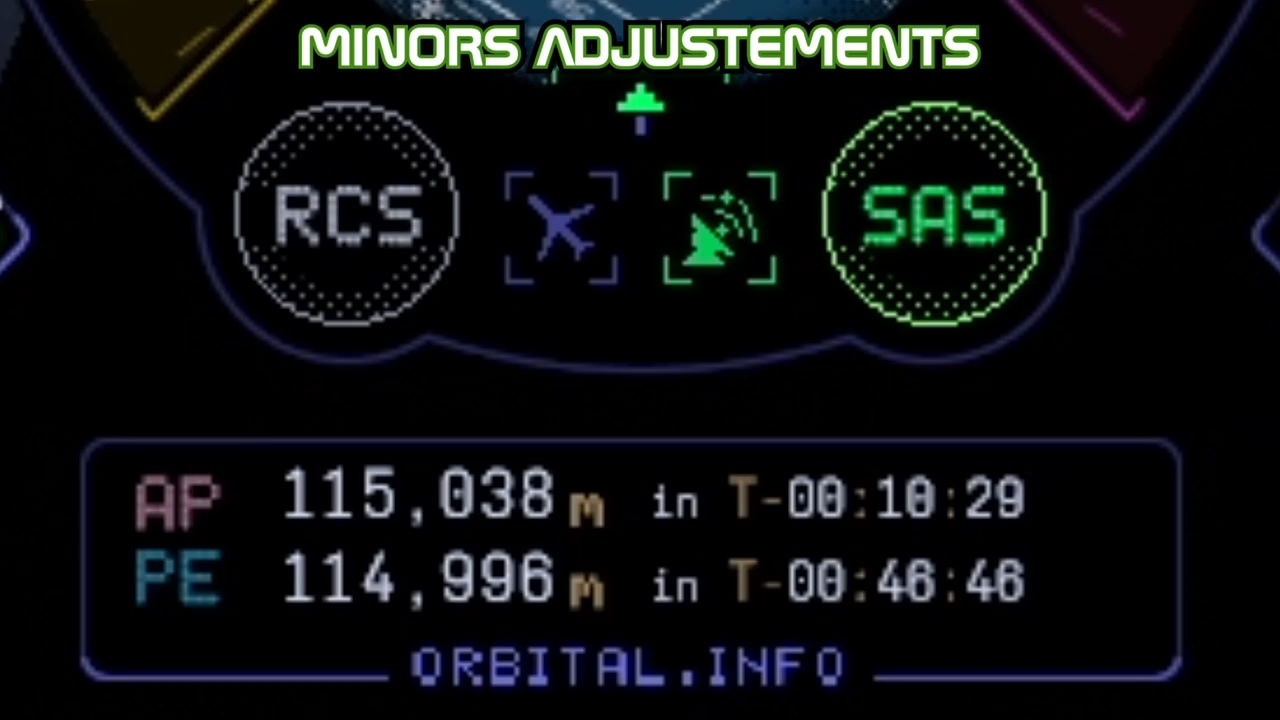 MINORS ADJUSTEMENTS
RCS
SAS
AP 115,038 m in T-00:10:29
PE 114,996 m in T-00:46:46
ORBITAL.INFO